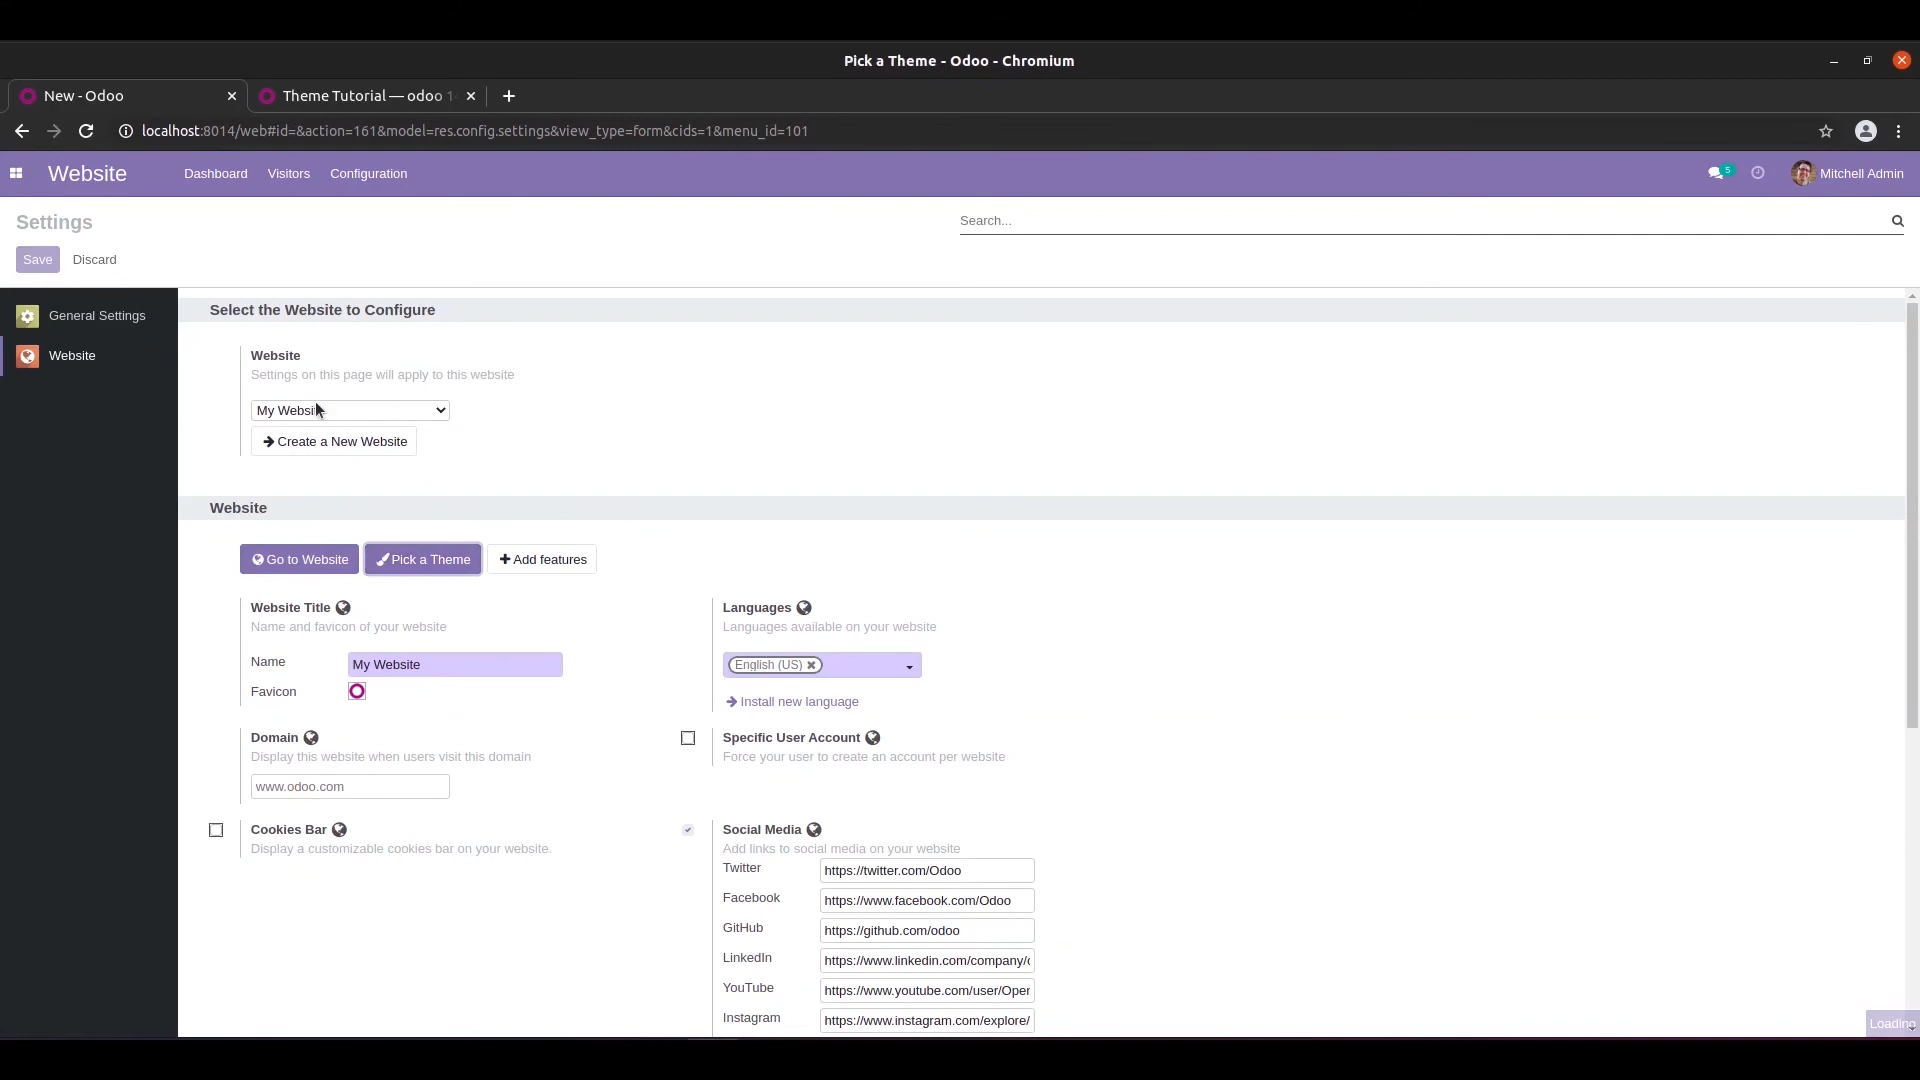 Pick a Theme - Odoo - Chromium
New - Odoo
Theme Tutorial — odoo 1
localhost:8014/web#id=&action=161&model=res.config.settings&view_type=form&cids=1&menu_id=101
Website
Dashboard
Visitors
Configuration
5
Mitchell Admin
Settings
Search...
Save
Discard
General Settings
Website
Select the Website to Configure
Website
Settings on this page will apply to this website
My Website
Create a New Website
Website
Go to Website
Pick a Theme
Add features
Website Title
Name and favicon of your website
Name
My Website
Favicon
Languages
Languages available on your website
English (US)
Install new language
Domain
Display this website when users visit this domain
www.odoo.com
Specific User Account
Force your user to create an account per website
Cookies Bar
Display a customizable cookies bar on your website.
Social Media
Add links to social media on your website
Twitter
https://twitter.com/Odoo
Facebook
https://www.facebook.com/Odoo
GitHub
https://github.com/odoo
LinkedIn
https://www.linkedin.com/company/
YouTube
https://www.youtube.com/user/Oper
Instagram
https://www.instagram.com/explore/
Loading